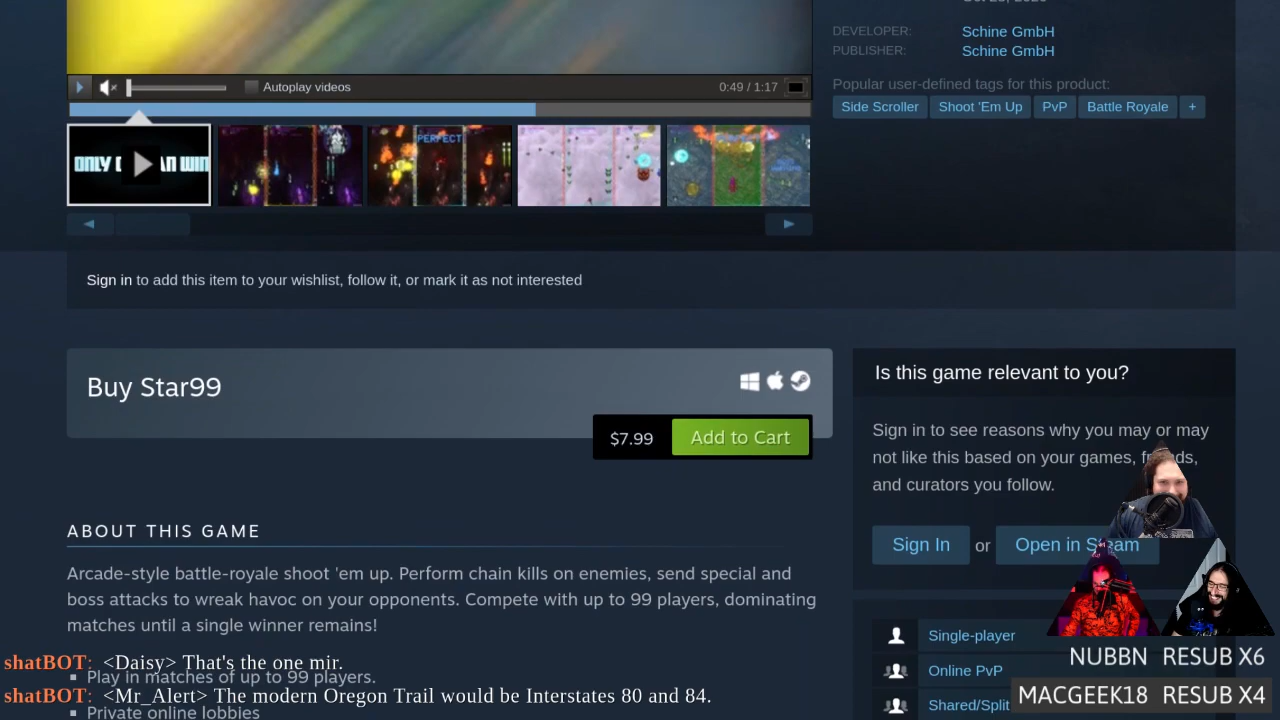 DEVELOPER: Schine GmbH
PUBLISHER: Schine GmbH
Popular user-defined tags for this product:
Side Scroller Shoot 'Em Up PvP Battle Royale +
Autoplay videos 0:49 / 1:17
ONLY
AN WIN
PERFECT
Sign in to add this item to your wishlist, follow it, or mark it as not interested
Buy Star99
$7.99 Add to Cart
ABOUT THIS GAME
Arcade-style battle-royale shoot 'em up. Perform chain kills on enemies, send special and
boss attacks to wreak havoc on your opponents. Compete with up to 99 players, dominating
matches until a single winner remains!
shatBOT: <Daisy> That's the one mir.
▪ Play in matches of up to 99 players.
shatBOT: <Mr_Alert> The modern Oregon Trail would be Interstates 80 and 84.
▪ Private online lobbies
Is this game relevant to you?
Sign in to see reasons why you may or may
not like this based on your games, friends,
and curators you follow.
Sign In or Open in Steam
Single-player
Online PvP
Shared/Split
NUBBN RESUB X6
MACGEEK18 RESUB X4